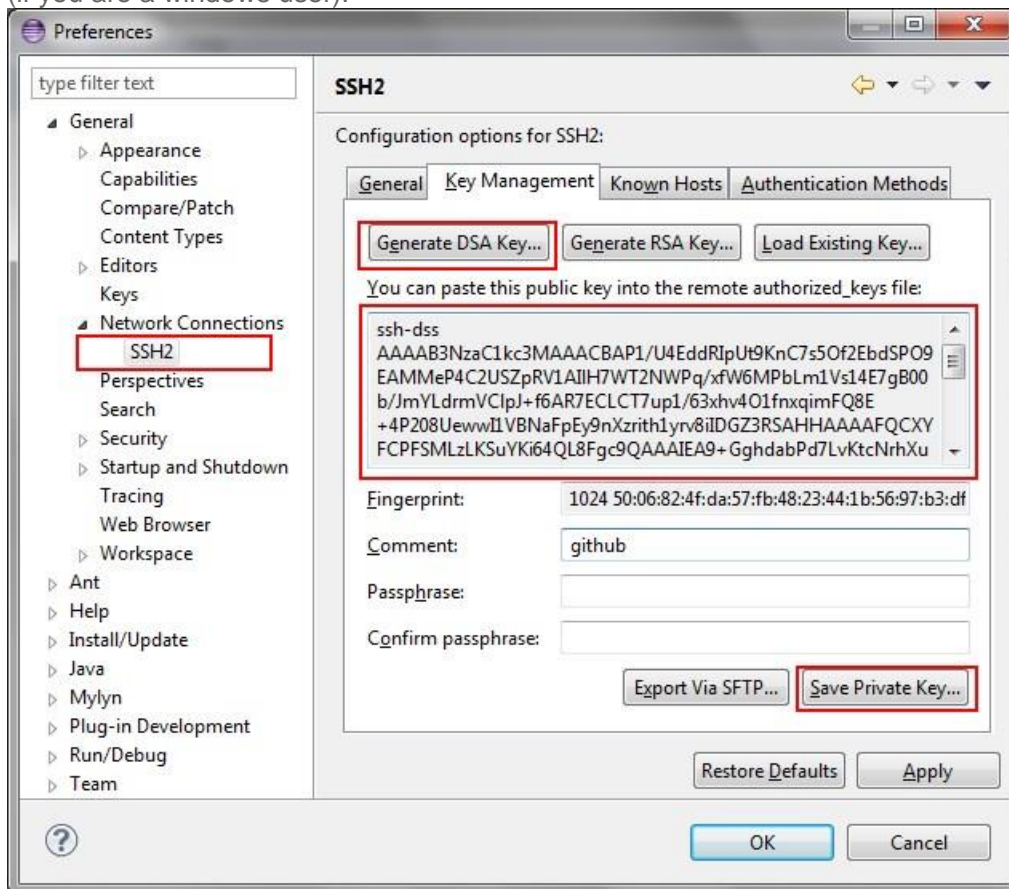 (if you are a windows user).
Preferences
type filter text
General
Appearance
Capabilities
Compare/Patch
Content Types
Editors
Keys
Network Connections
SSH2
Perspectives
Search
Security
Startup and Shutdown
Tracing
Web Browser
Workspace
Ant
Help
Install/Update
Java
Mylyn
Plug-in Development
Run/Debug
Team
SSH2
Configuration options for SSH2:
General Key Management Known Hosts Authentication Methods
Generate DSA Key... Generate RSA Key... Load Existing Key...
You can paste this public key into the remote authorized_keys file:
ssh-dss
AAAAB3NzaC1kc3MAAACBAP1/U4EddRIpUt9KnC7s5Of2EbdSPO9
EAMMeP4C2USZpRV1AIlH7WT2NWPq/xfW6MPbLm1Vs14E7gB00
b/JmYLdrmVClpJ+f6AR7ECLCT7up1/63xhv4O1fnxqimFQ8E
+4P208UewwI1VBNaFpEy9nXzrith1yrv8iIDGZ3RSAHHAAAAFQCXY
FCPFSMLzLKSuYKi64QL8Fgc9QAAAIEA9+GghdabPd7LvKtcNrhXu
Fingerprint: 1024 50:06:82:4f:da:57:fb:48:23:44:1b:56:97:b3:df
Comment: github
Passphrase:
Confirm passphrase:
Export Via SFTP... Save Private Key...
Restore Defaults Apply
OK Cancel